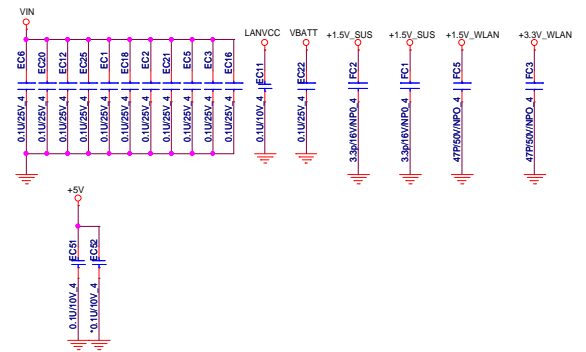 VIN
EC6
0.1U/25V_4
EC20
0.1U/25V_4
EC12
0.1U/25V_4
EC25
0.1U/25V_4
EC1
0.1U/25V_4
EC18
0.1U/25V_4
EC2
0.1U/25V_4
EC21
0.1U/25V_4
EC5
0.1U/25V_4
EC3
0.1U/25V_4
EC16
0.1U/25V_4
LANVCC
EC11
0.1U/10V_4
VBATT
EC22
0.1U/25V_4
+1.5V_SUS
FC2
3.3p/16V/NPO_4
+1.5V_SUS
FC1
3.3p/16V/NPO_4
+1.5V_WLAN
FC5
47P/50V/NPO_4
+3.3V_WLAN
FC3
47P/50V/NPO_4
+5V
EC51
0.1U/10V_4
EC52
*0.1U/10V_4